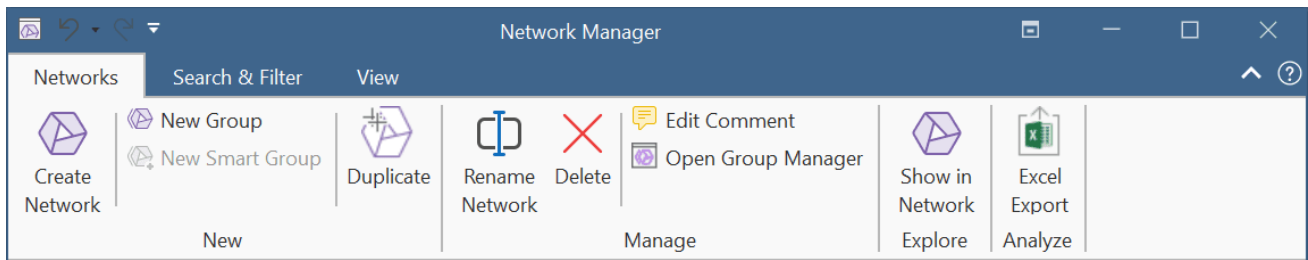 Network Manager
Networks
Search & Filter
View
Create
Network
New Group
New Smart Group
Duplicate
New
Rename
Network
Delete
Edit Comment
Open Group Manager
Manage
Show in
Network
Explore
Excel
Export
Analyze